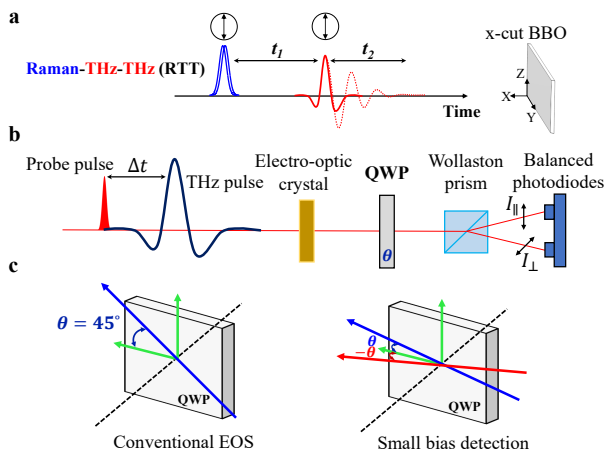 a
Raman-THz-THz (RTT)
t₁
t₂
Time
x-cut BBO
Z
X
Y
b
Probe pulse
Δt
THz pulse
Electro-optic
crystal
QWP
θ
Wollaston
prism
Balanced
photodiodes
I∥
I⊥
c
θ = 45°
QWP
Conventional EOS
θ
-θ
QWP
Small bias detection